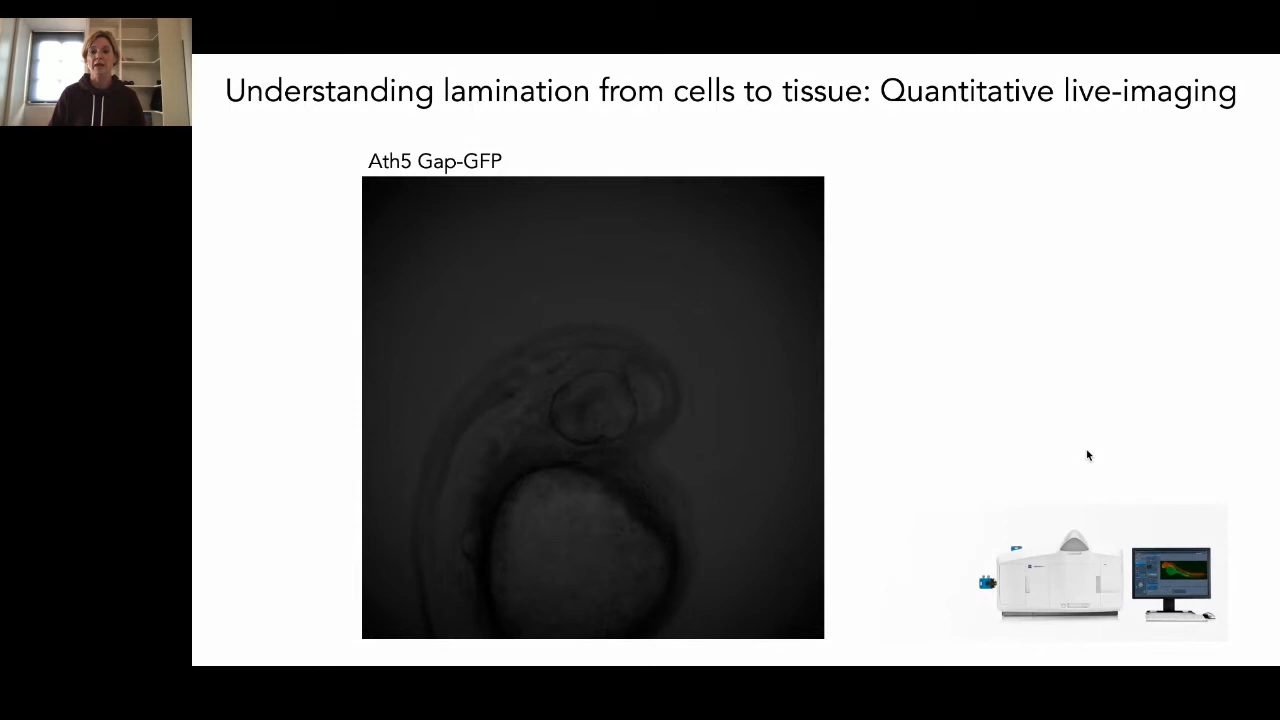 Understanding lamination from cells to tissue: Quantitative live-imaging
Ath5 Gap-GFP